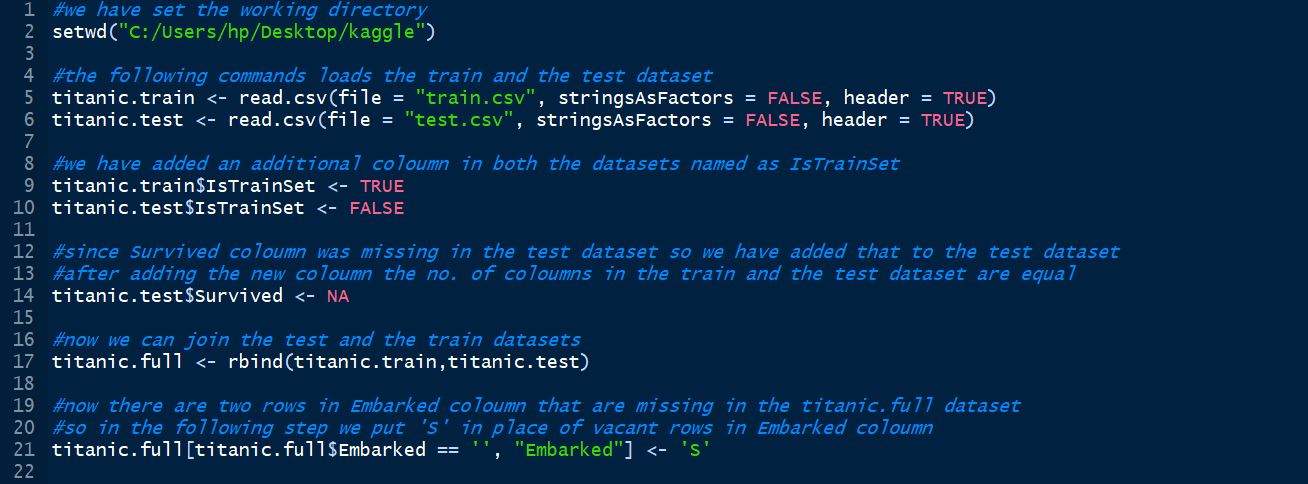 1 #we have set the working directory
2 setwd("C:/Users/hp/Desktop/kaggle")
3
4 #the following commands loads the train and the test dataset
5 titanic.train <- read.csv(file = "train.csv", stringsAsFactors = FALSE, header = TRUE)
6 titanic.test <- read.csv(file = "test.csv", stringsAsFactors = FALSE, header = TRUE)
7
8 #we have added an additional coloumn in both the datasets named as IsTrainSet
9 titanic.train$IsTrainSet <- TRUE
10 titanic.test$IsTrainSet <- FALSE
11
12 #since Survived coloumn was missing in the test dataset so we have added that to the test dataset
13 #after adding the new coloumn the no. of coloumns in the train and the test dataset are equal
14 titanic.test$Survived <- NA
15
16 #now we can join the test and the train datasets
17 titanic.full <- rbind(titanic.train,titanic.test)
18
19 #now there are two rows in Embarked coloumn that are missing in the titanic.full dataset
20 #so in the following step we put 'S' in place of vacant rows in Embarked coloumn
21 titanic.full[titanic.full$Embarked == '', "Embarked"] <- 'S'
22